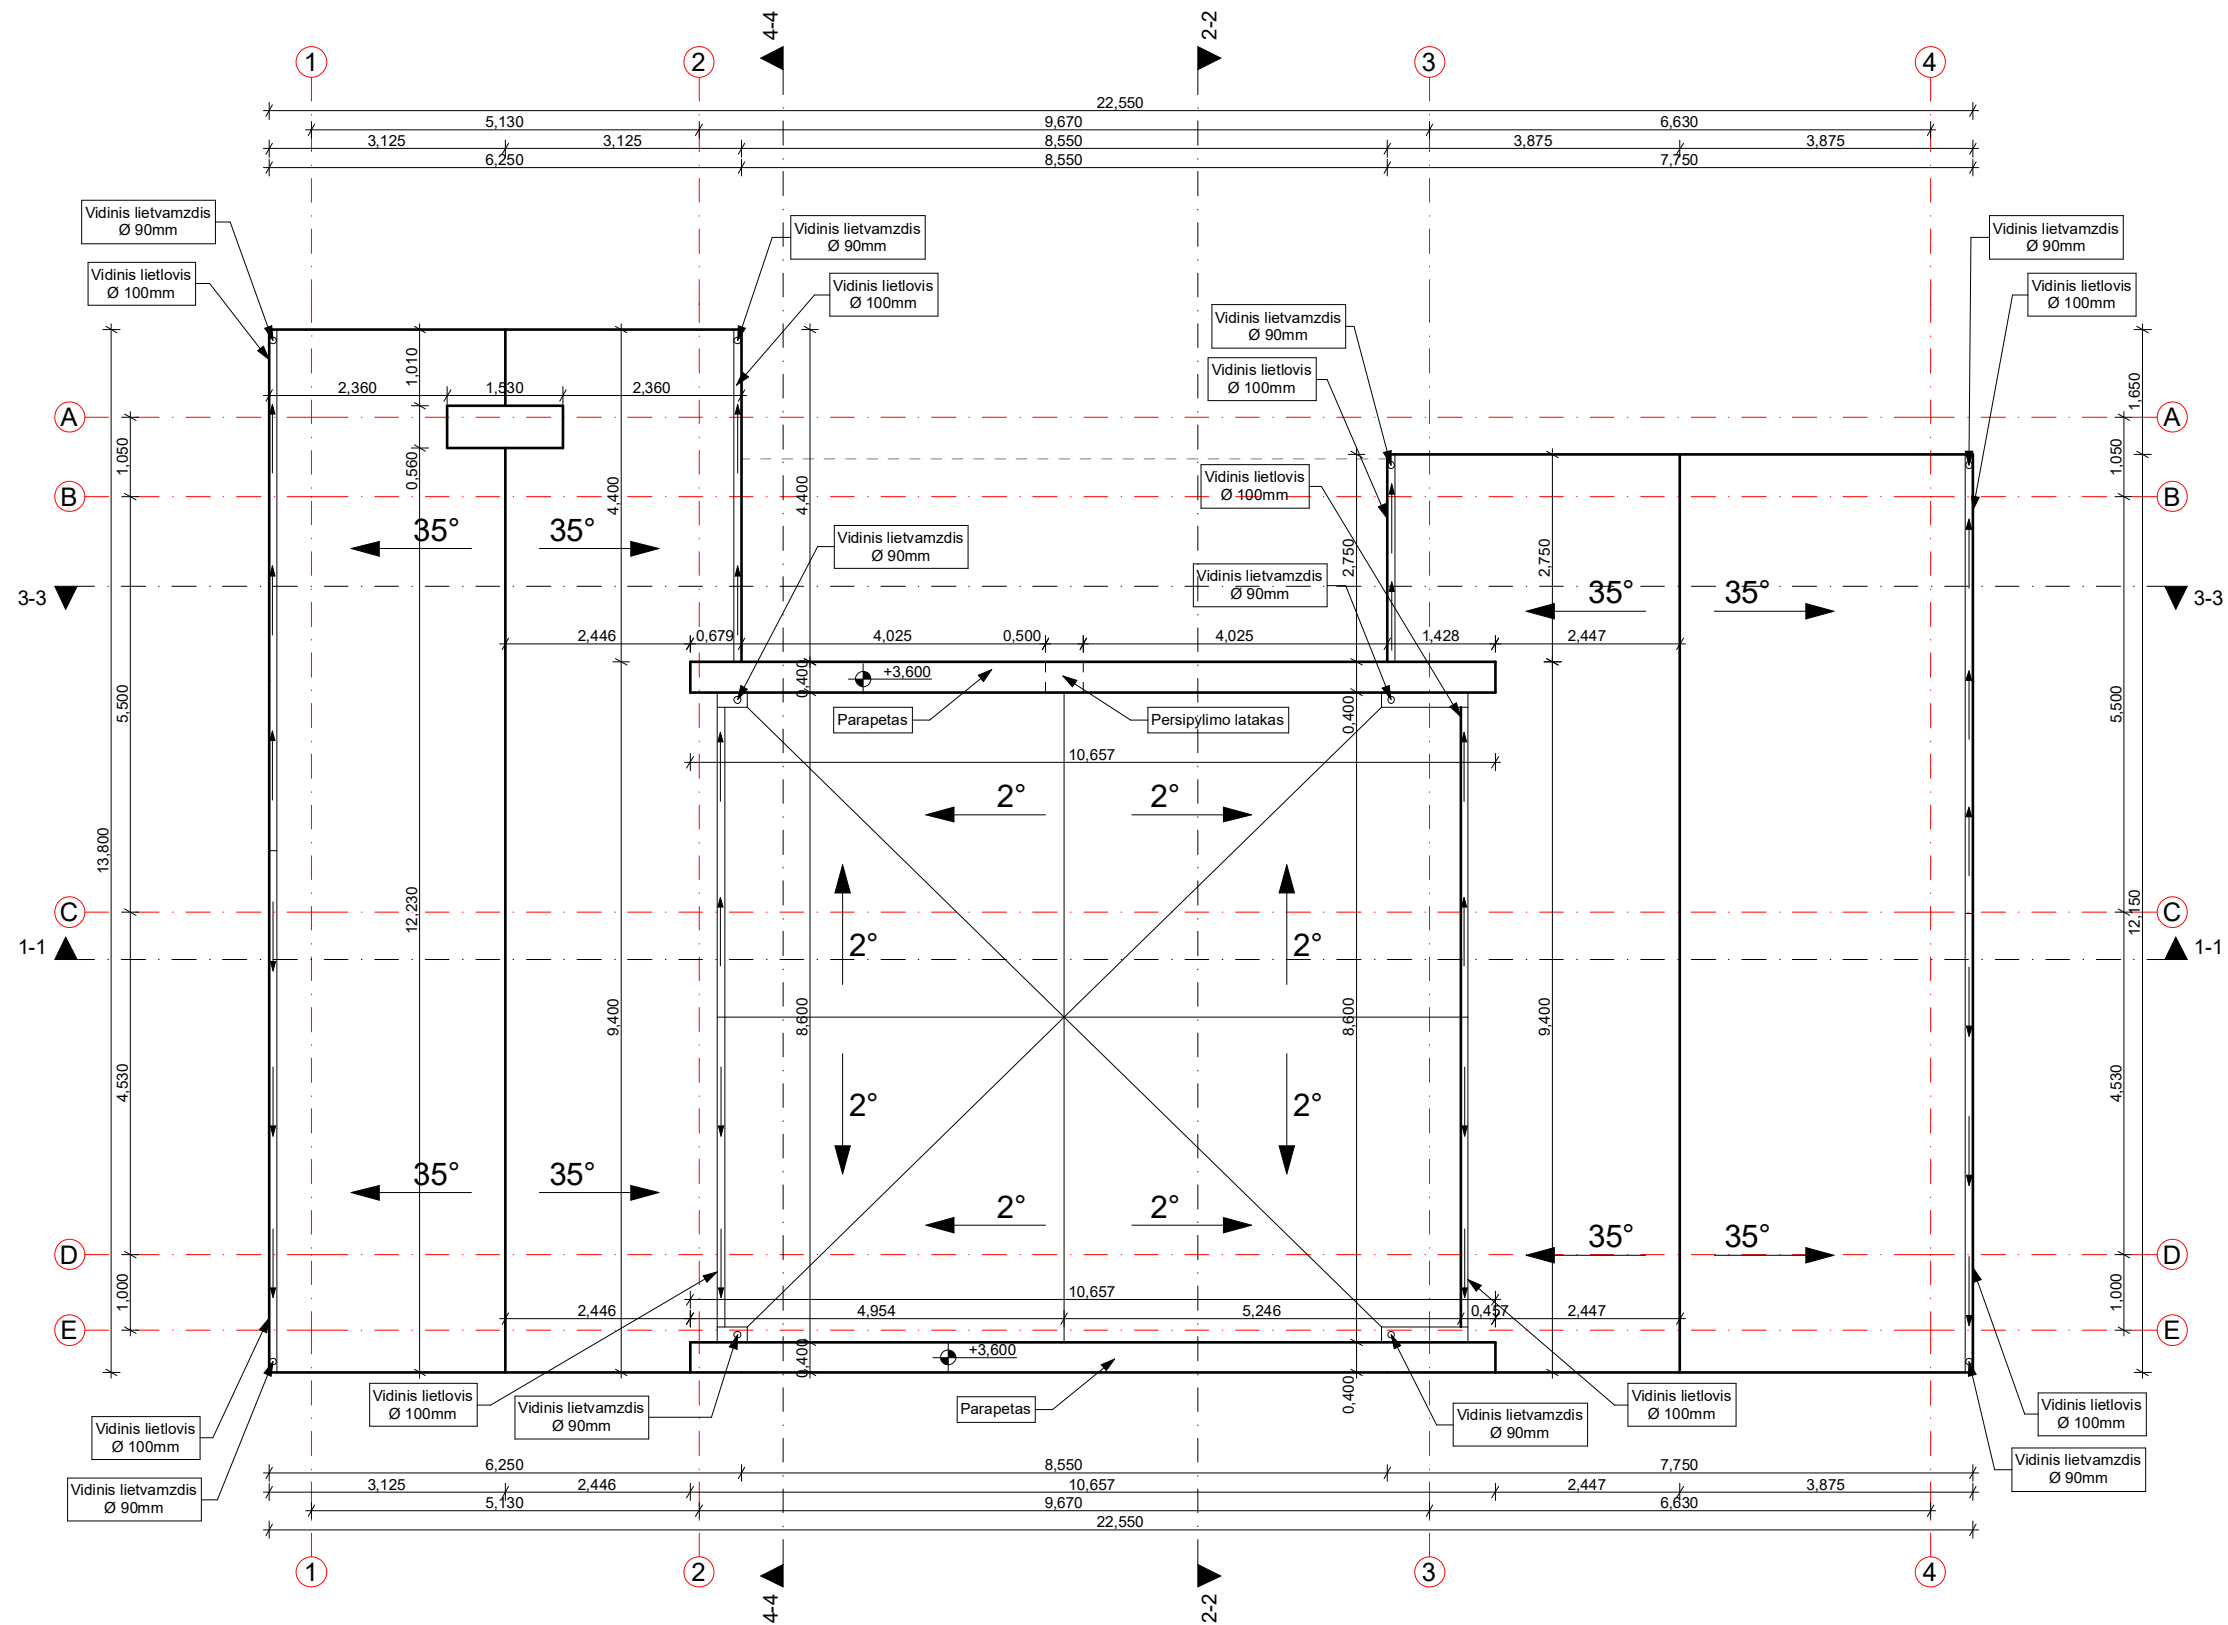 4-4
2-2
1
2
3
4
22,550
5,130
9,670
6,630
3,125
3,125
8,550
3,875
3,875
6,250
8,550
7,750
Vidinis lietvamzdis
Ø 90mm
Vidinis lietlovis
Ø 100mm
Vidinis lietvamzdis
Ø 90mm
Vidinis lietlovis
Ø 100mm
Vidinis lietvamzdis
Ø 90mm
Vidinis lietlovis
Ø 100mm
Vidinis lietvamzdis
Ø 90mm
Vidinis lietlovis
Ø 100mm
1,010
2,360
1,530
2,360
1,650
A
A
1,050
0,560
4,400
4,400
1,050
Vidinis lietlovis
Ø 100mm
B
B
35°
35°
Vidinis lietvamzdis
Ø 90mm
2,750
2,750
Vidinis lietvamzdis
Ø 90mm
35°
35°
3-3
3-3
2,446
0,679
4,025
0,500
4,025
1,428
2,447
0,400
+3,600
5,500
0,400
5,500
Parapetas
Persipylimo latakas
10,657
2°
2°
13,800
12,230
C
C
12,150
1-1
2°
2°
1-1
9,400
8,600
8,600
9,400
4,530
2°
2°
4,530
35°
35°
2°
2°
35°
35°
D
D
1,000
10,657
1,000
2,446
4,954
5,246
0,457
2,447
E
E
0,400
+3,600
0,400
Vidinis lietlovis
Ø 100mm
Vidinis lietvamzdis
Ø 90mm
Parapetas
Vidinis lietvamzdis
Ø 90mm
Vidinis lietlovis
Ø 100mm
Vidinis lietlovis
Ø 100mm
Vidinis lietlovis
Ø 100mm
Vidinis lietvamzdis
Ø 90mm
Vidinis lietvamzdis
Ø 90mm
6,250
8,550
7,750
3,125
2,446
10,657
2,447
3,875
5,130
9,670
6,630
22,550
1
2
3
4
4-4
2-2